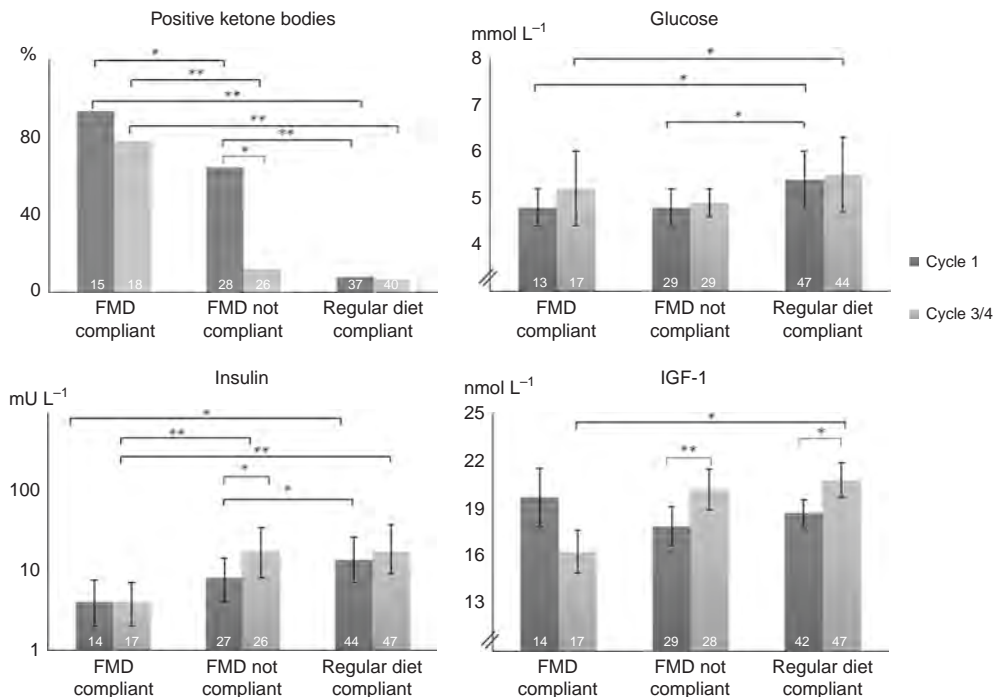 Positive ketone bodies
%
80
40
0
*
**
**
**
**
*
15 18 28 26 37 40
FMD compliant
FMD not compliant
Regular diet compliant
Glucose
mmol L⁻¹
8
7
6
5
4
*
*
*
13 17 29 29 47 44
FMD compliant
FMD not compliant
Regular diet compliant
Cycle 1
Cycle 3/4
Insulin
mU L⁻¹
100
10
1
*
**
**
*
*
14 17 27 26 44 47
FMD compliant
FMD not compliant
Regular diet compliant
IGF-1
nmol L⁻¹
25
22
19
16
13
*
*
**
14 17 29 28 42 47
FMD compliant
FMD not compliant
Regular diet compliant